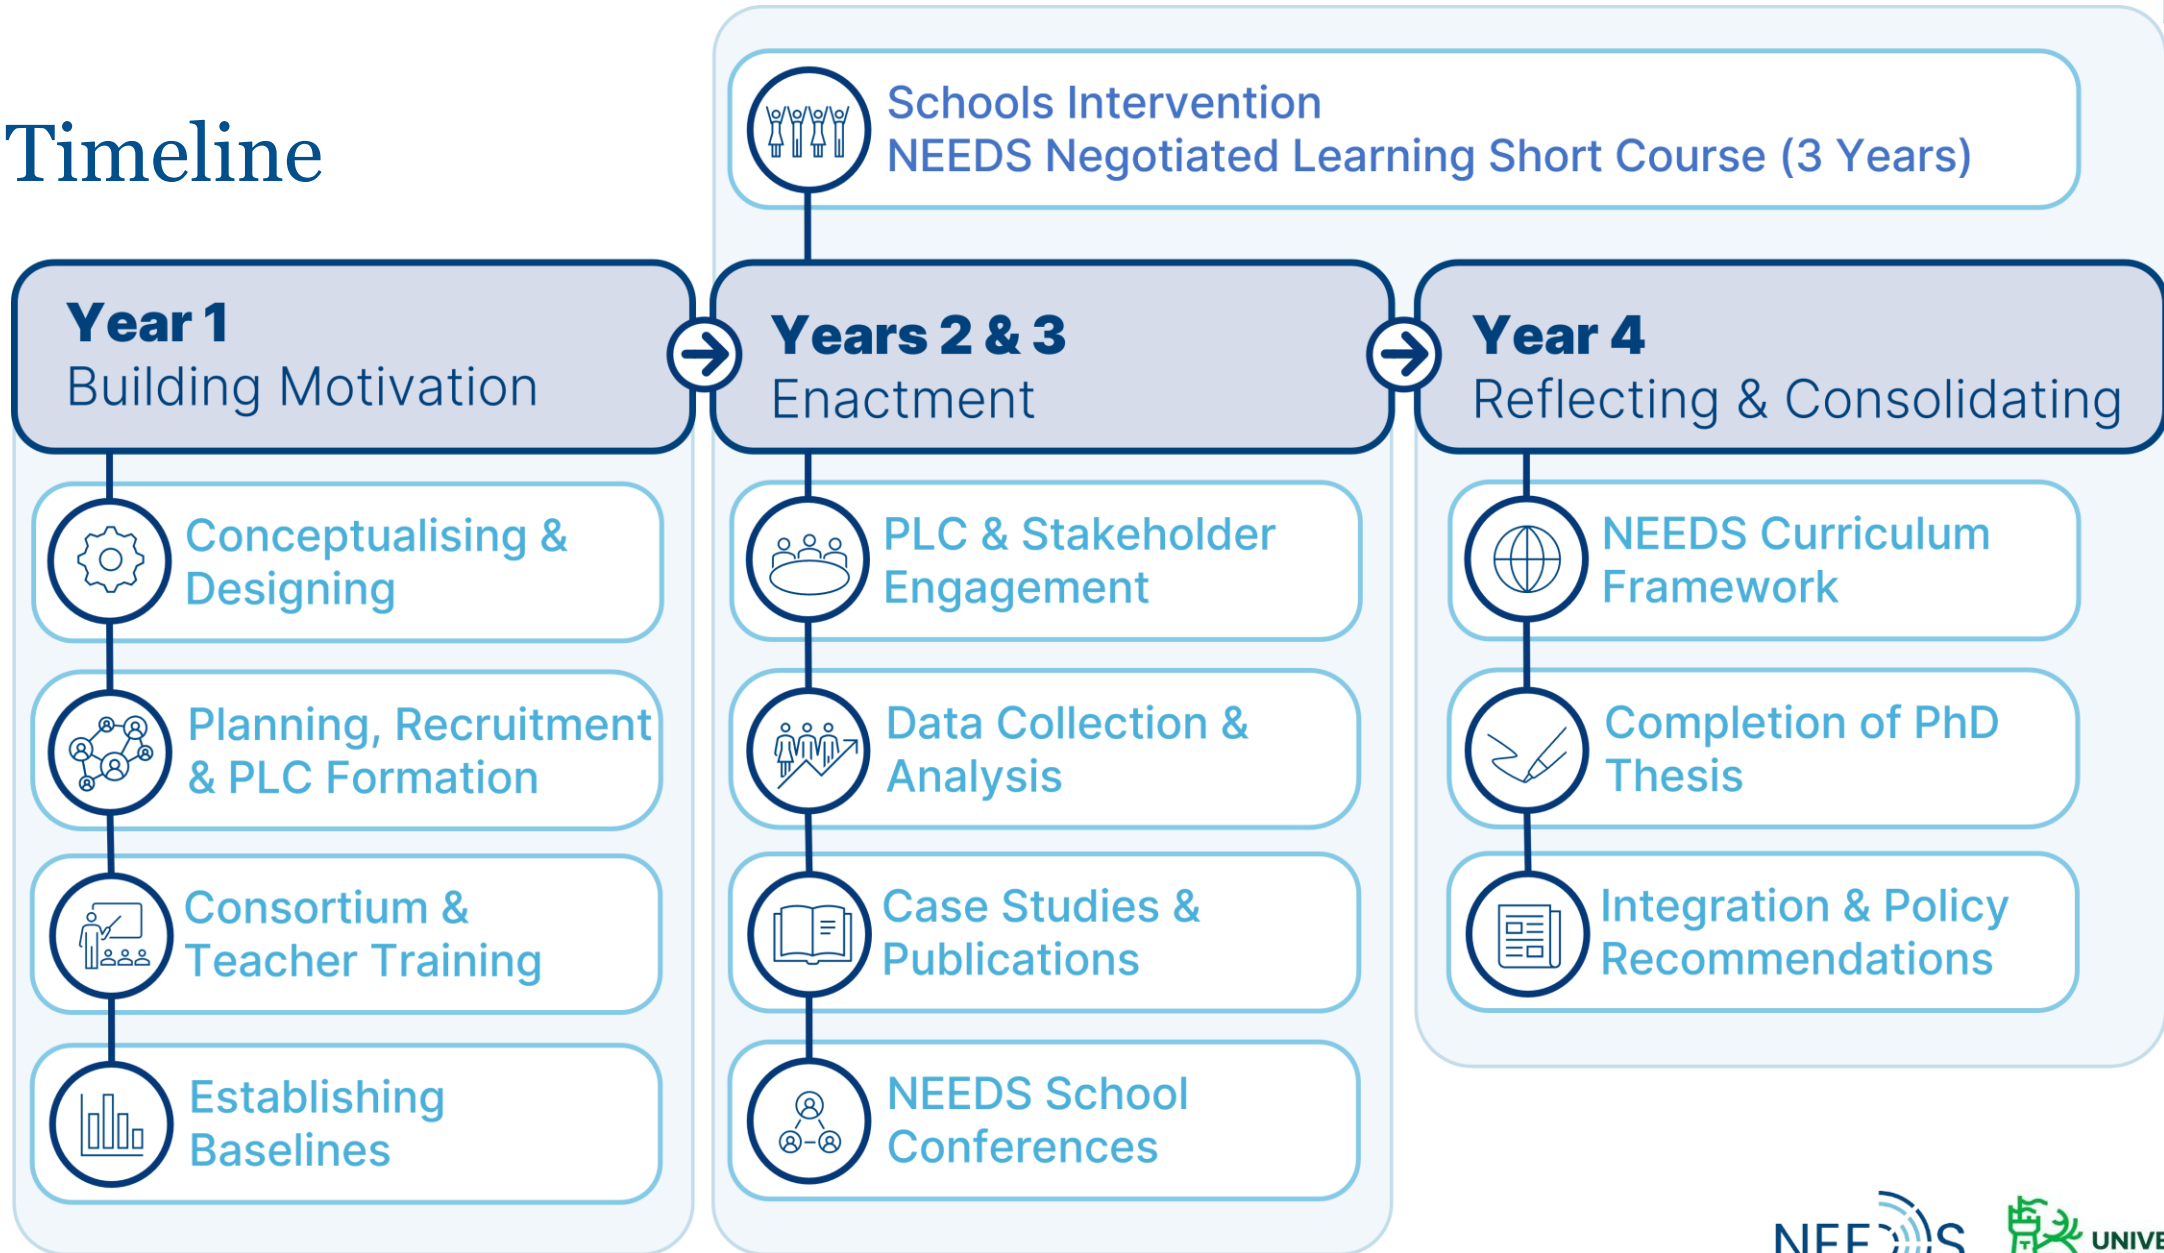 Timeline
Schools Intervention
NEEDS Negotiated Learning Short Course (3 Years)
Year 1
Building Motivation
Years 2 & 3
Enactment
Year 4
Reflecting & Consolidating
Conceptualising &
Designing
Planning, Recruitment
& PLC Formation
Consortium &
Teacher Training
Establishing
Baselines
PLC & Stakeholder
Engagement
Data Collection &
Analysis
Case Studies &
Publications
NEEDS School
Conferences
NEEDS Curriculum
Framework
Completion of PhD
Thesis
Integration & Policy
Recommendations
NEEDS